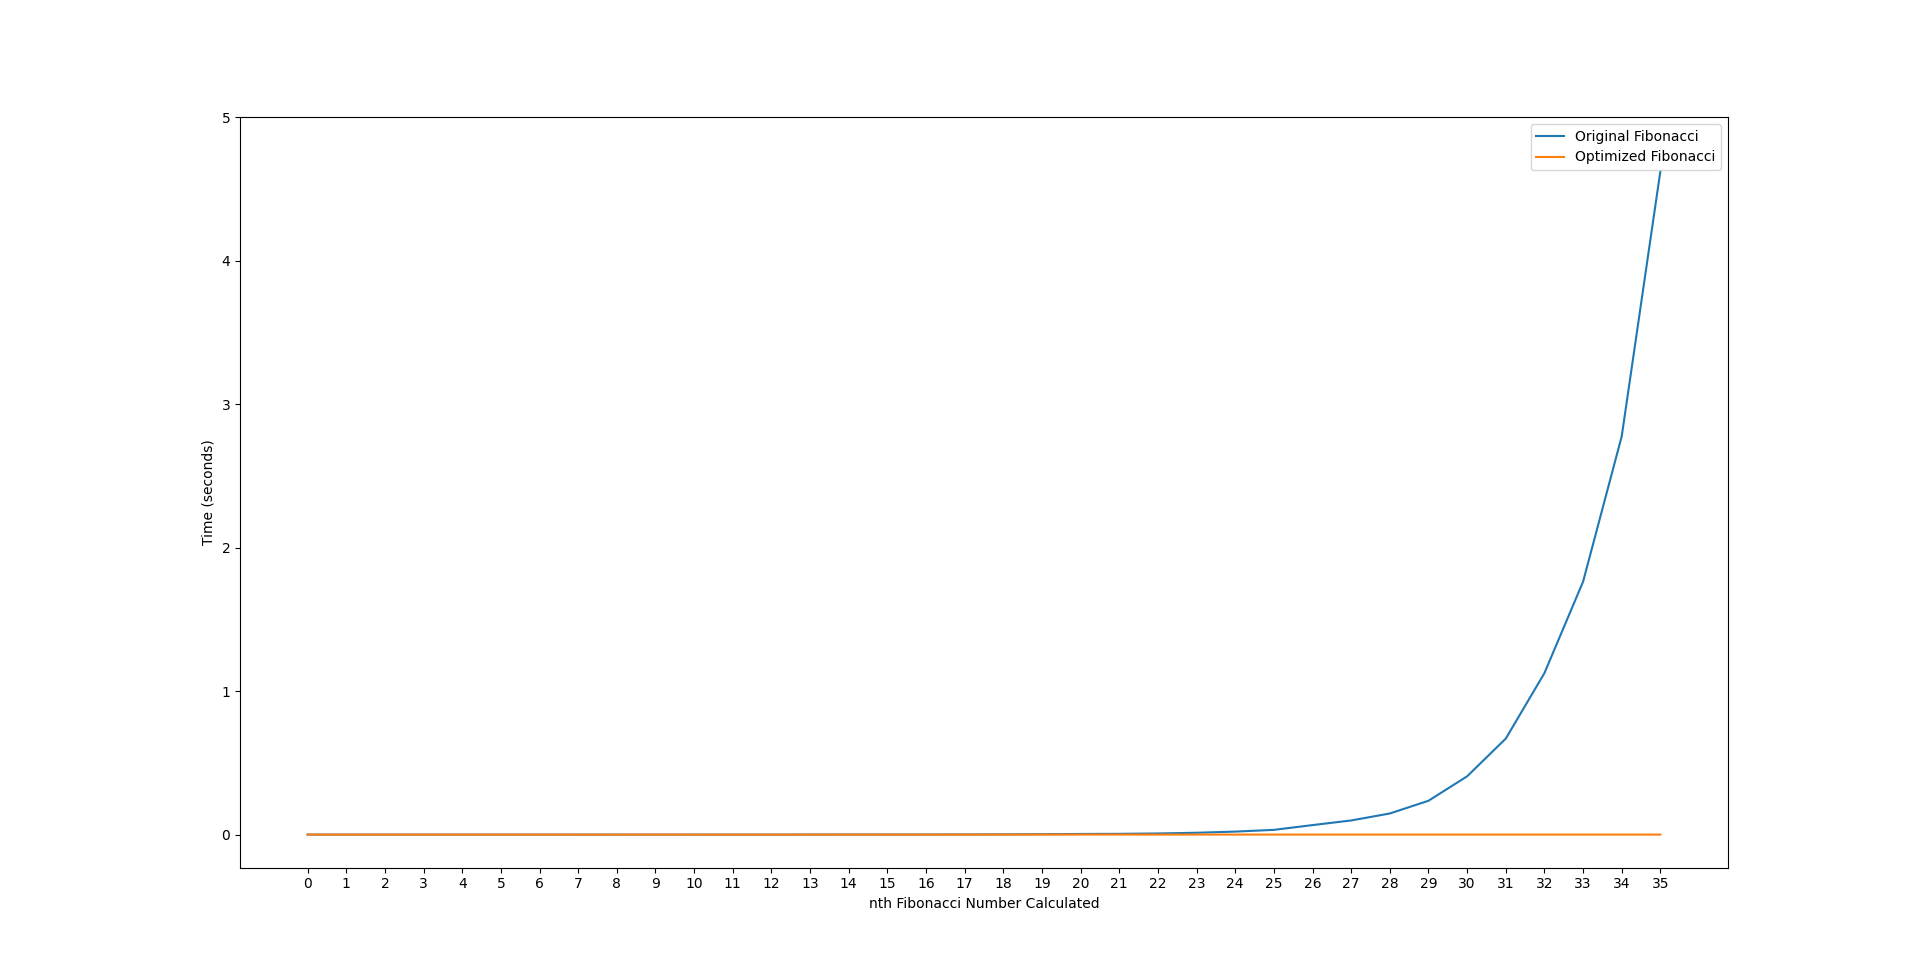 5
Original Fibonacci
Optimized Fibonacci
4
3
Time (seconds)
2
1
0
0 1 2 3 4 5 6 7 8 9 10 11 12 13 14 15 16 17 18 19 20 21 22 23 24 25 26 27 28 29 30 31 32 33 34 35
nth Fibonacci Number Calculated